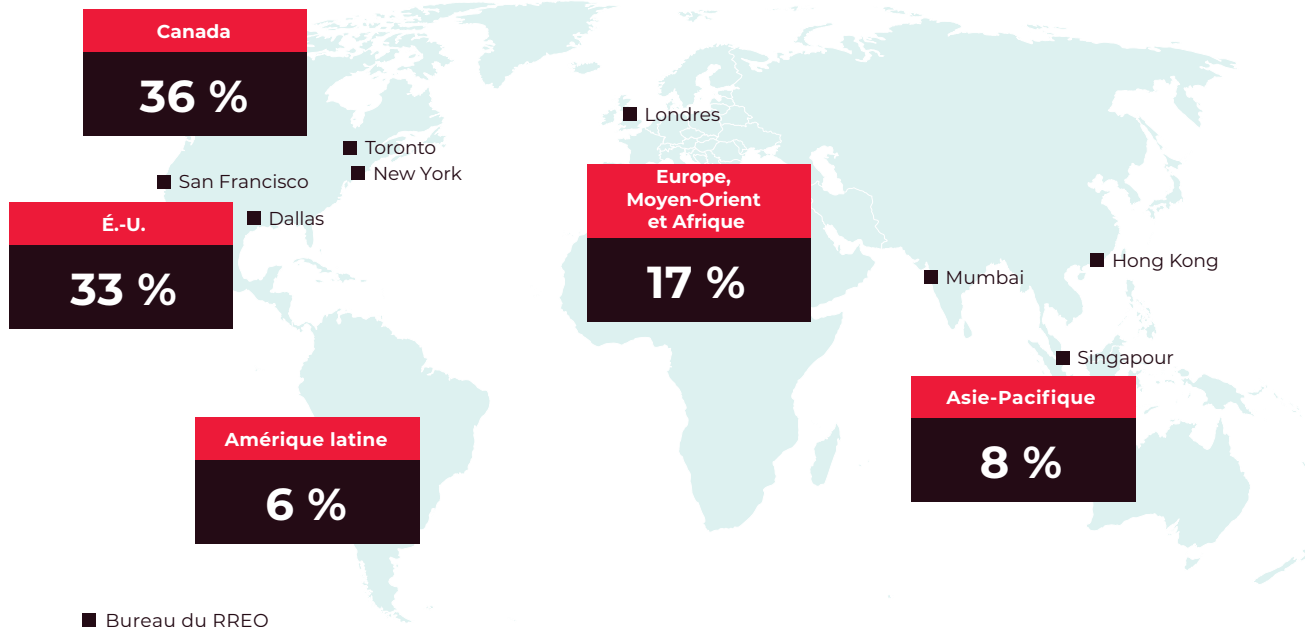 Canada
36 %
Londres
Toronto
New York
San Francisco
Europe,
Moyen-Orient
et Afrique
17 %
É.-U.
33 %
Dallas
Hong Kong
Mumbai
Singapour
Asie-Pacifique
8 %
Amérique latine
6 %
Bureau du RREO